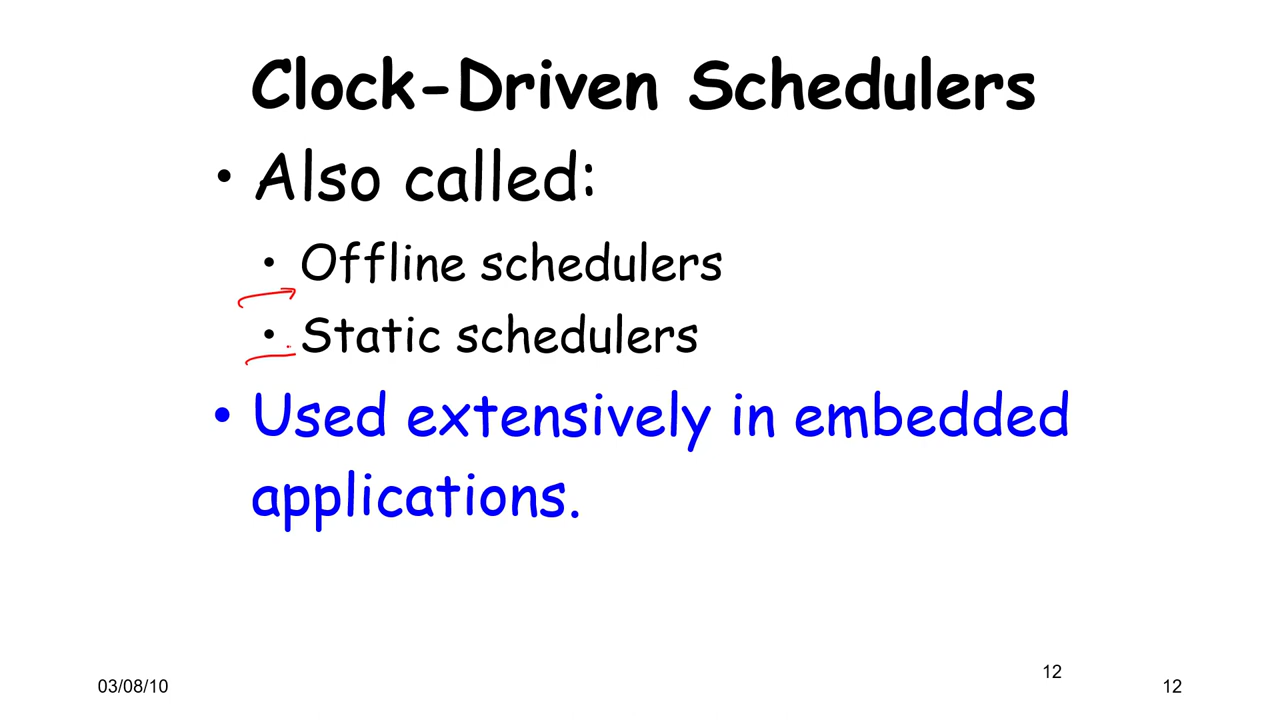 Clock-Driven Schedulers
• Also called:
• Offline schedulers
• Static schedulers
• Used extensively in embedded
applications.
03/08/10
12
12